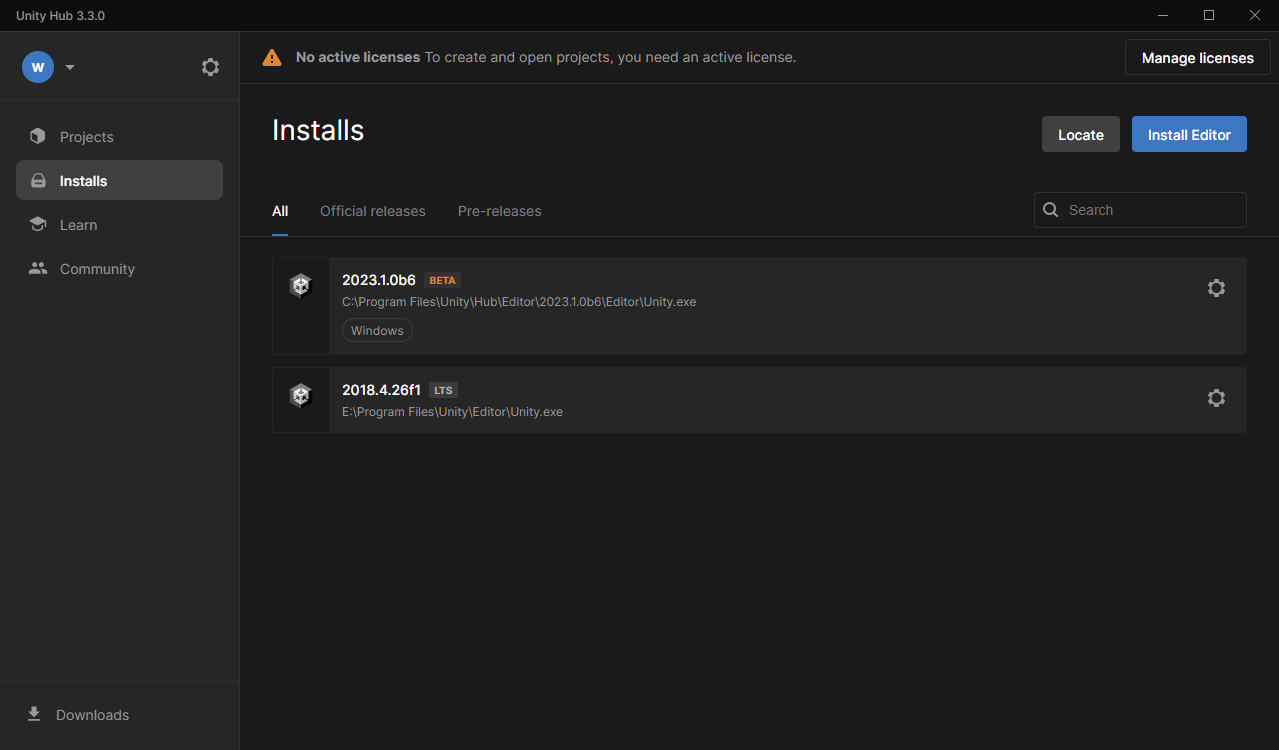 Unity Hub 3.3.0
W
No active licenses To create and open projects, you need an active license.
Manage licenses
Projects
Installs
Learn
Community
Downloads
Installs
Locate
Install Editor
All
Official releases
Pre-releases
Search
2023.1.0b6 BETA
C:\Program Files\Unity\Hub\Editor\2023.1.0b6\Editor\Unity.exe
Windows
2018.4.26f1 LTS
E:\Program Files\Unity\Editor\Unity.exe